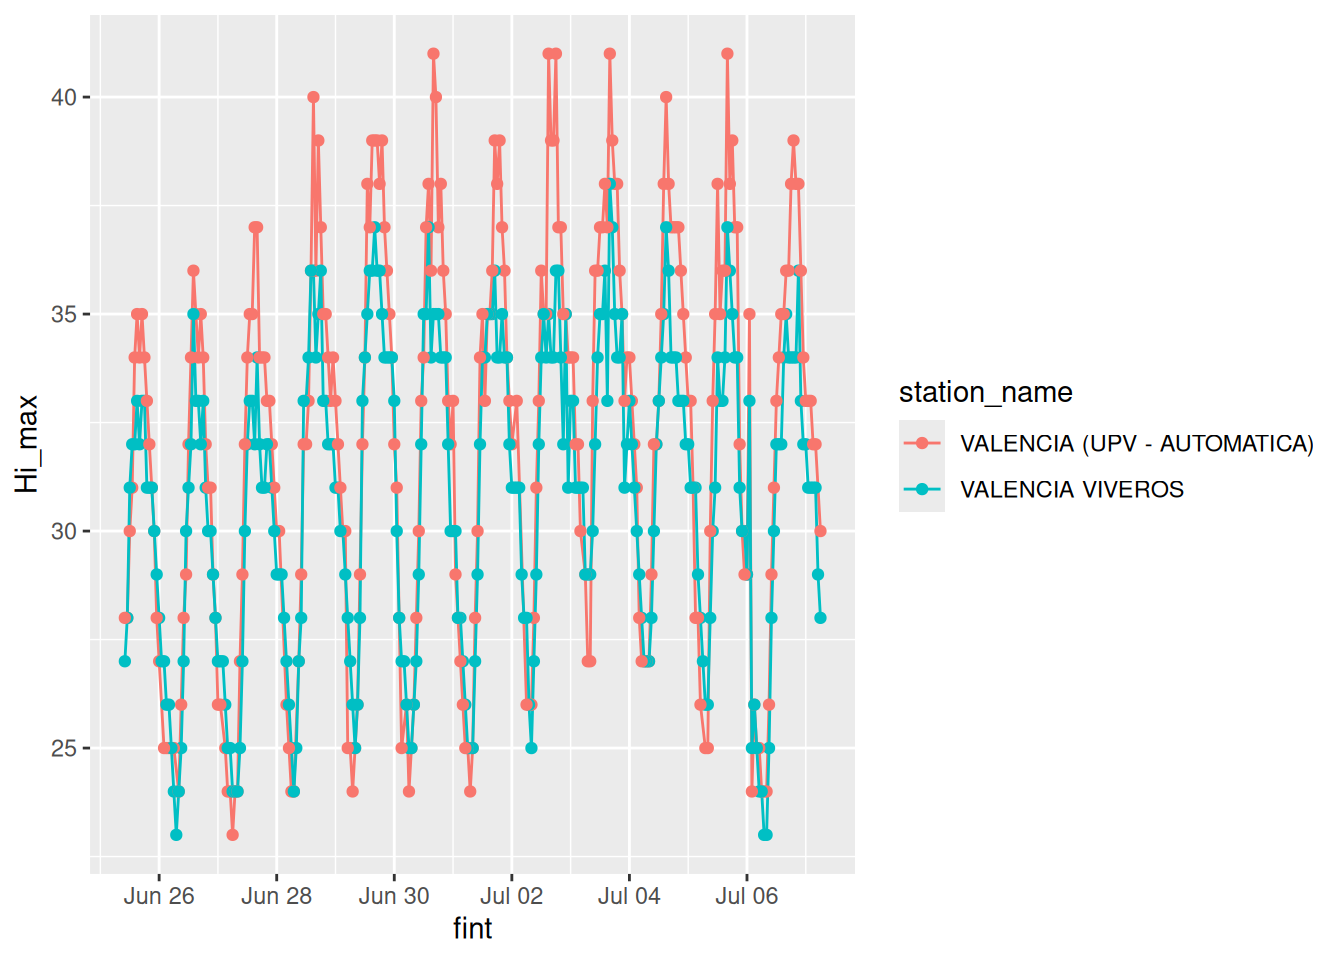 40
35
30
25
Hi_max
Jun 26
Jun 28
Jun 30
Jul 02
Jul 04
Jul 06
fint
station_name
VALENCIA (UPV - AUTOMATICA)
VALENCIA VIVEROS